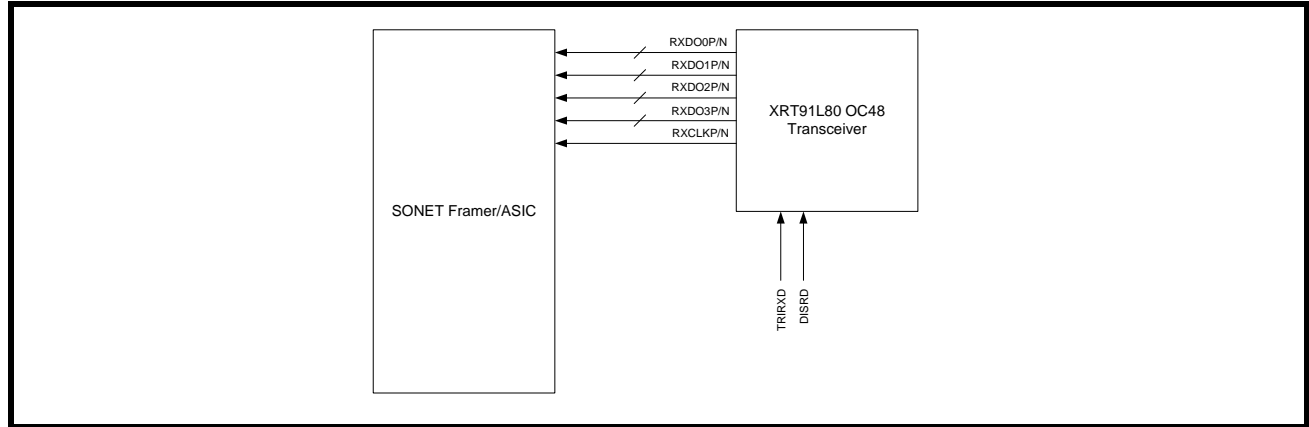 RXDO0P/N
RXDO1P/N
RXDO2P/N
RXDO3P/N
RXCLKP/N
XRT91L80 OC48
Transceiver
SONET Framer/ASIC
TRIRXD
DISRD